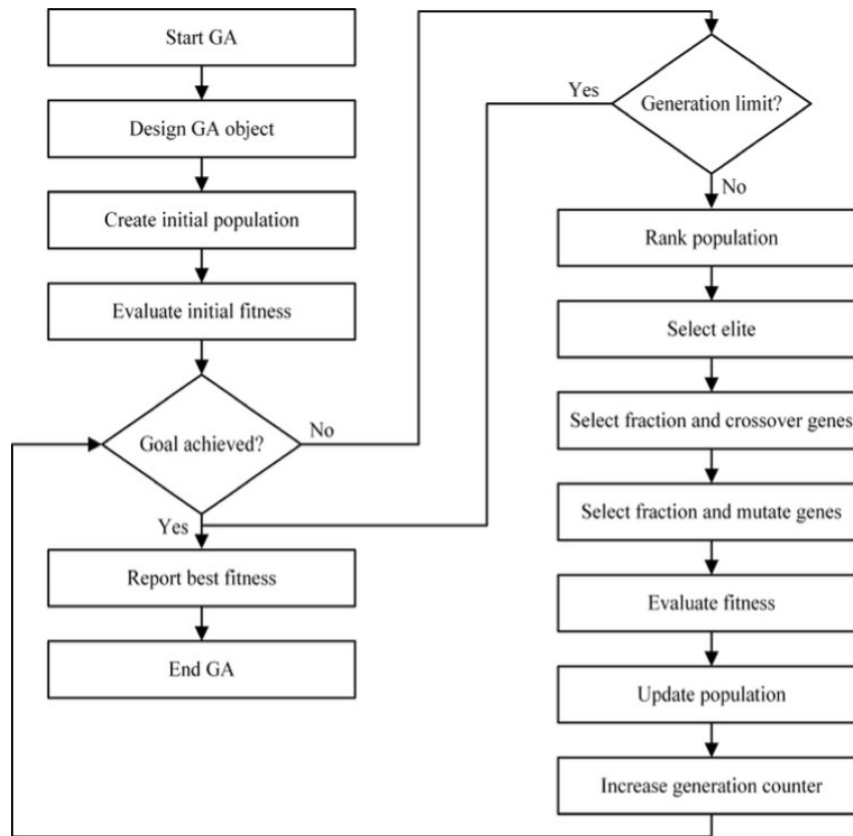 Start GA
Design GA object
Create initial population
Evaluate initial fitness
Goal achieved?
No
Yes
Report best fitness
End GA
Generation limit?
Yes
No
Rank population
Select elite
Select fraction and crossover genes
Select fraction and mutate genes
Evaluate fitness
Update population
Increase generation counter